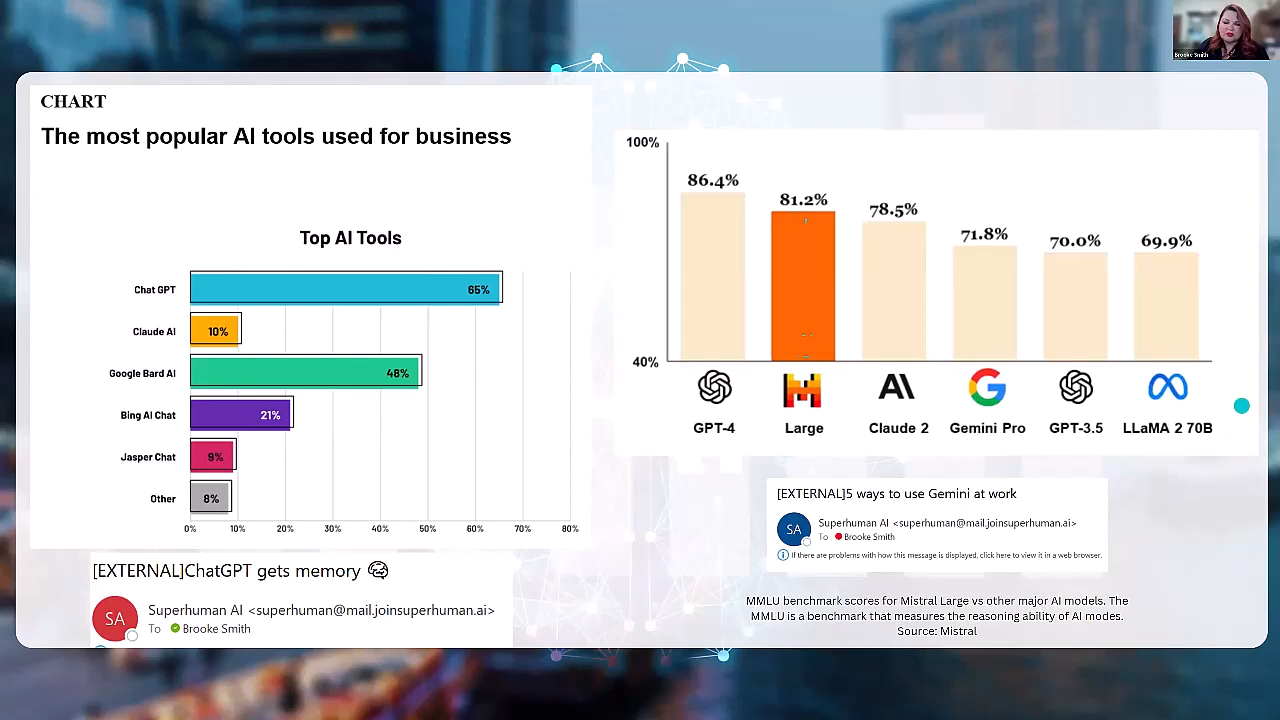 Brooke Smith
CHART
The most popular AI tools used for business
Top AI Tools
Chat GPT 65%
Claude AI 10%
Google Bard AI 48%
Bing AI Chat 21%
Jasper Chat 9%
Other 8%
0% 10% 20% 30% 40% 50% 60% 70% 80%
[EXTERNAL]ChatGPT gets memory
SA
Superhuman AI <superhuman@mail.joinsuperhuman.ai>
To Brooke Smith
100%
86.4% 81.2% 78.5% 71.8% 70.0% 69.9%
40%
GPT-4 Large Claude 2 Gemini Pro GPT-3.5 LLaMA 2 70B
[EXTERNAL]5 ways to use Gemini at work
SA
Superhuman AI <superhuman@mail.joinsuperhuman.ai>
To Brooke Smith
If there are problems with how this message is displayed, click here to view it in a web browser.
MMLU benchmark scores for Mistral Large vs other major AI models. The
MMLU is a benchmark that measures the reasoning ability of AI modes.
Source: Mistral